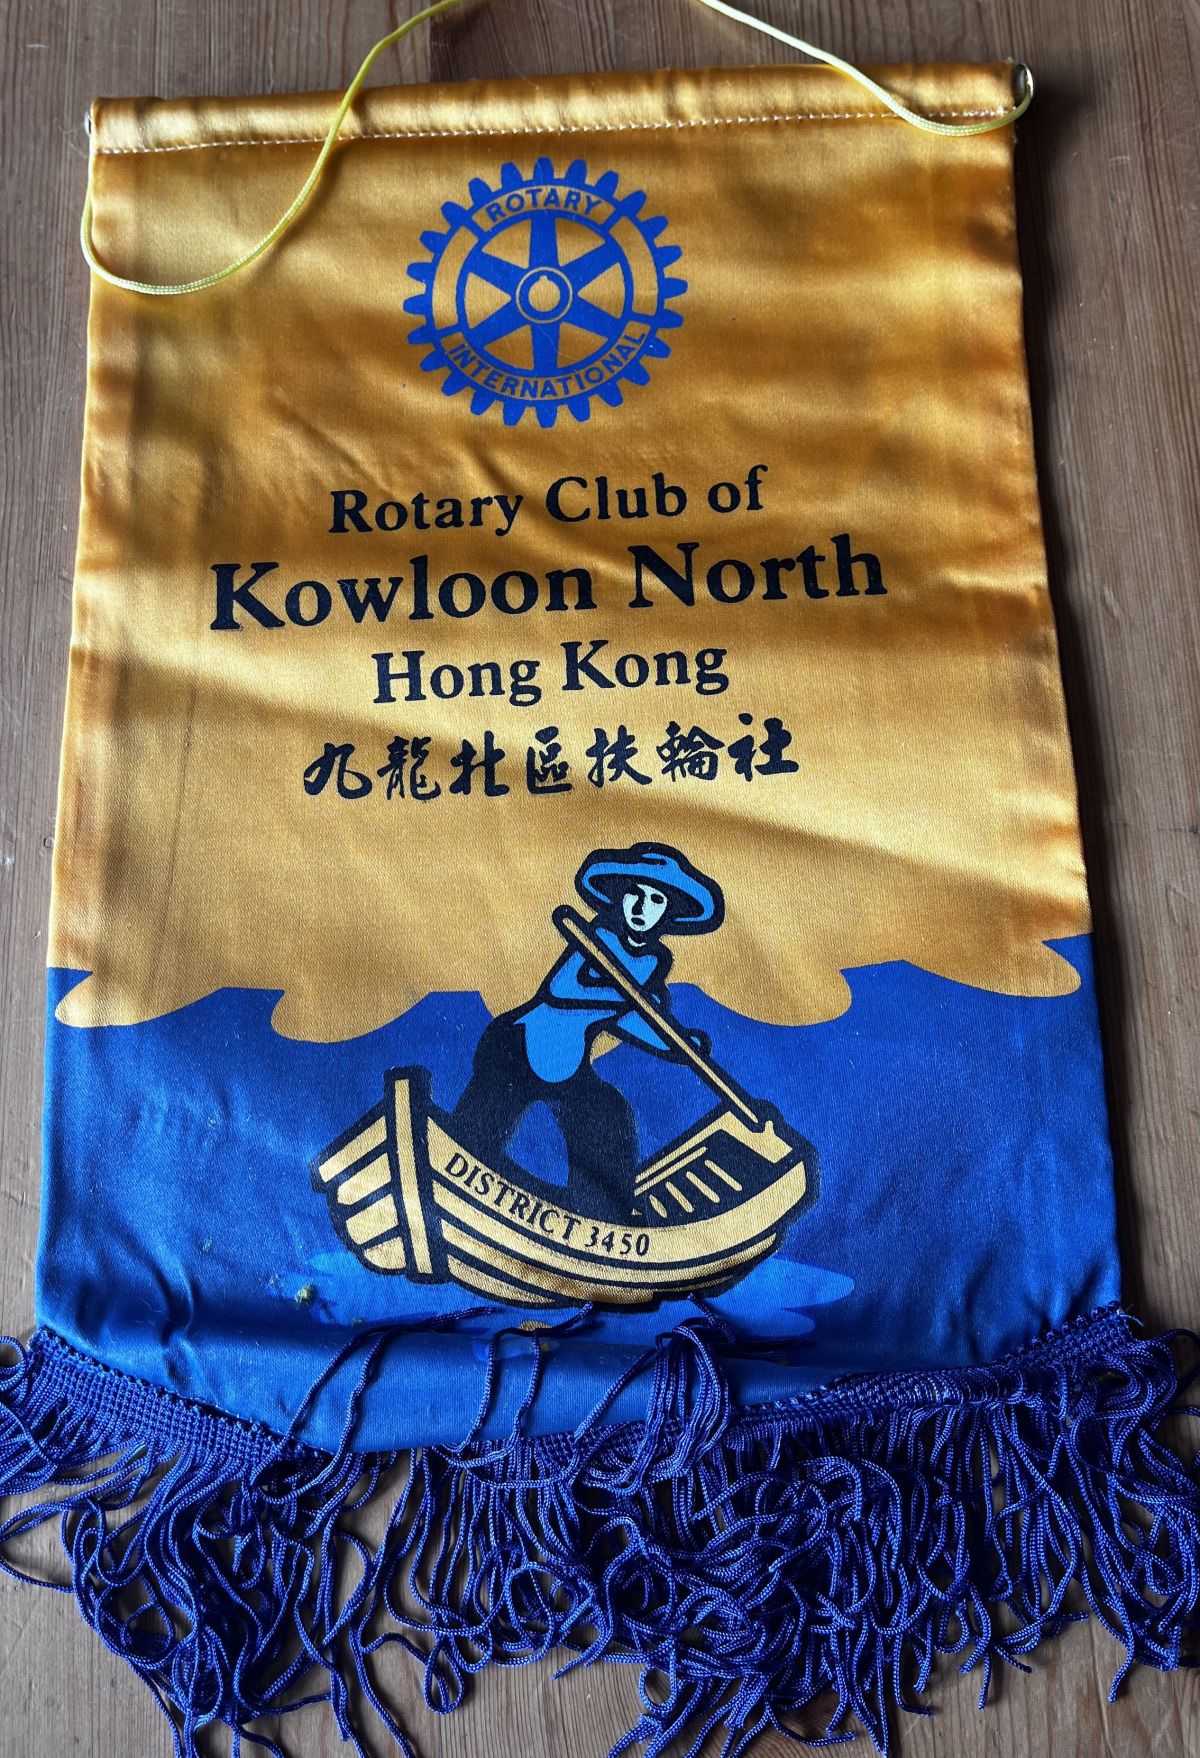 ROTARY
INTERNATIONAL
Rotary Club of
Kowloon North
Hong Kong
九龍北區扶輪社
DISTRICT 3450